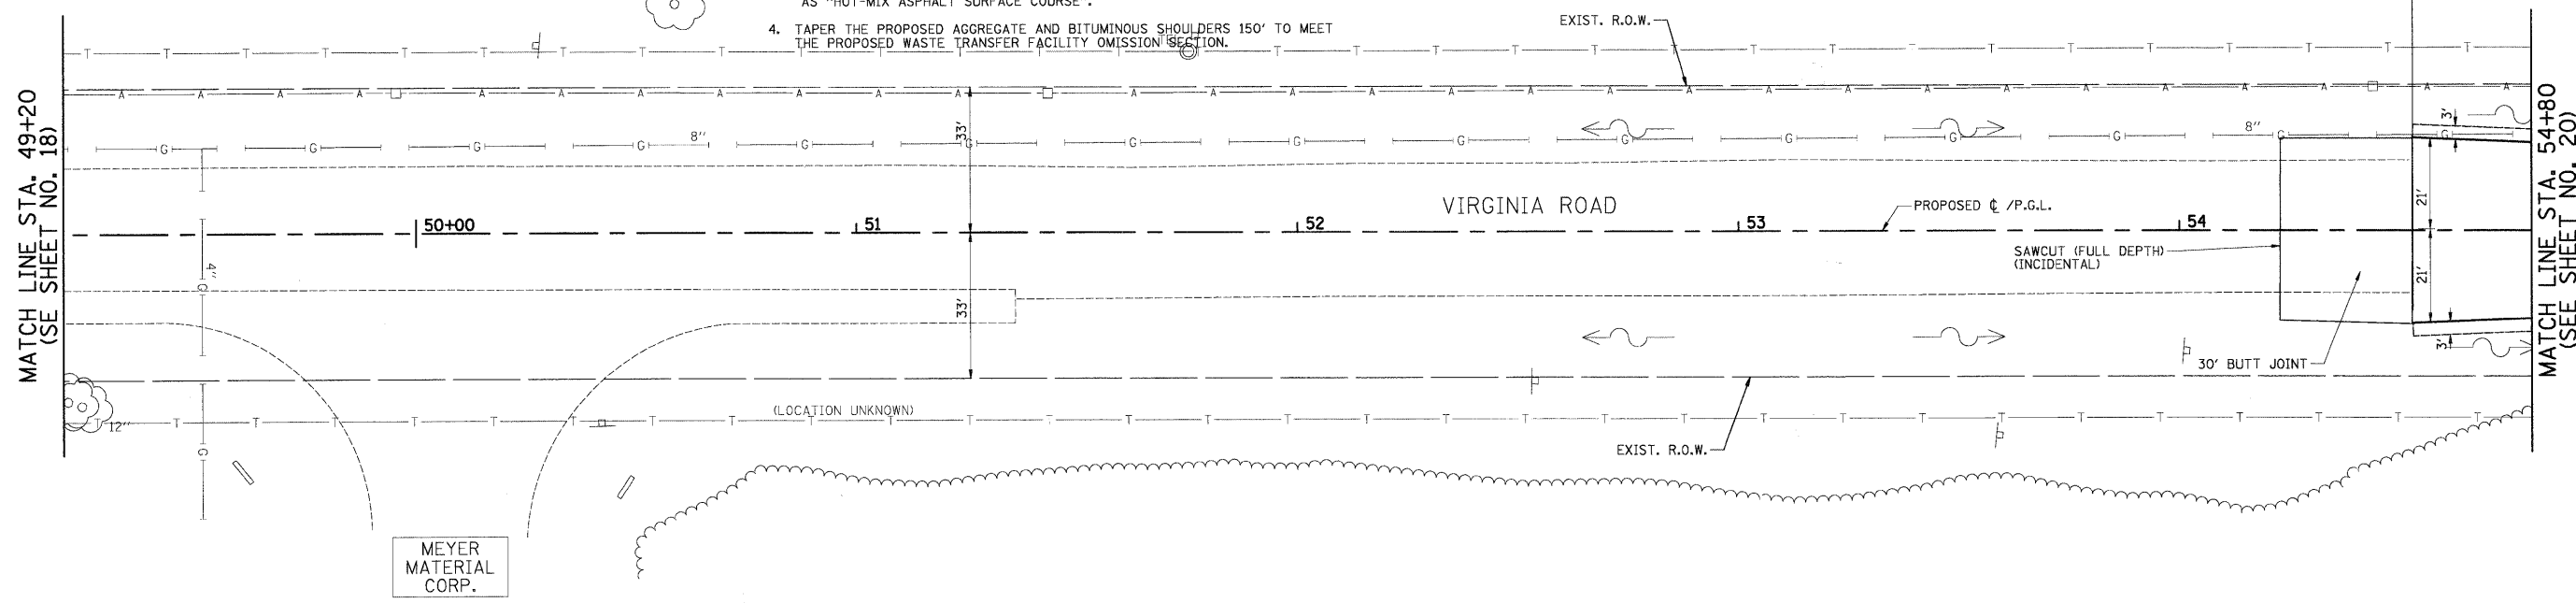 AS "HOT-MIX ASPHALT SURFACE COURSE".
4. TAPER THE PROPOSED AGGREGATE AND BITUMINOUS SHOULDERS 150' TO MEET
THE PROPOSED WASTE TRANSFER FACILITY OMISSION SECTION.
EXIST. R.O.W.
MATCH LINE STA. 49+20
(SE SHEET NO. 18)
T T T T T T T T T T T T T T T T T T T T T T T T T T T T
A A A A A A A A A A A A A A A A A A A A A A A A A A A A
G G G G G G G G G G G G G G G
8"
8"
33'
33'
3'
21'
21'
3'
VIRGINIA ROAD
50+00
51
52
53
54
PROPOSED ℄ /P.G.L.
SAWCUT (FULL DEPTH)
(INCIDENTAL)
30' BUTT JOINT
4"
G
G
12"
(LOCATION UNKNOWN)
EXIST. R.O.W.
MEYER
MATERIAL
CORP.
MATCH LINE STA. 54+80
(SEE SHEET NO. 20)